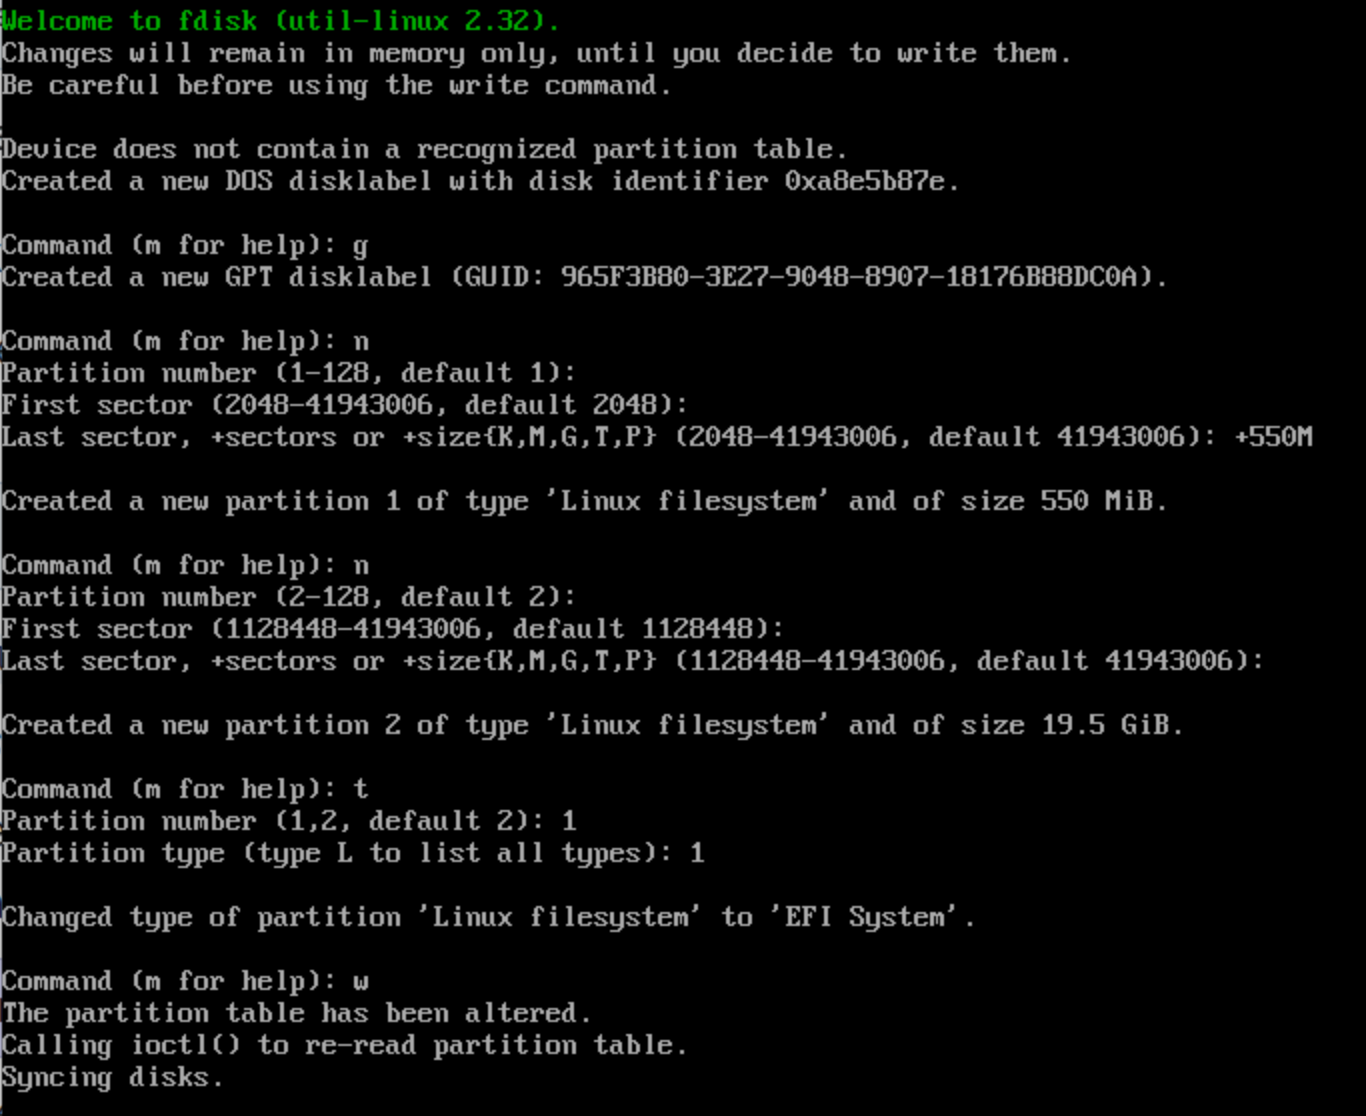 Welcome to fdisk (util-linux 2.32).
Changes will remain in memory only, until you decide to write them.
Be careful before using the write command.
Device does not contain a recognized partition table.
Created a new DOS disklabel with disk identifier 0xa8e5b87e.
Command (m for help): g
Created a new GPT disklabel (GUID: 965F3B80-3E27-9048-8907-18176B88DC0A).
Command (m for help): n
Partition number (1-128, default 1):
First sector (2048-41943006, default 2048):
Last sector, +sectors or +size{K,M,G,T,P} (2048-41943006, default 41943006): +550M
Created a new partition 1 of type 'Linux filesystem' and of size 550 MiB.
Command (m for help): n
Partition number (2-128, default 2):
First sector (1128448-41943006, default 1128448):
Last sector, +sectors or +size{K,M,G,T,P} (1128448-41943006, default 41943006):
Created a new partition 2 of type 'Linux filesystem' and of size 19.5 GiB.
Command (m for help): t
Partition number (1,2, default 2): 1
Partition type (type L to list all types): 1
Changed type of partition 'Linux filesystem' to 'EFI System'.
Command (m for help): w
The partition table has been altered.
Calling ioctl() to re-read partition table.
Syncing disks.